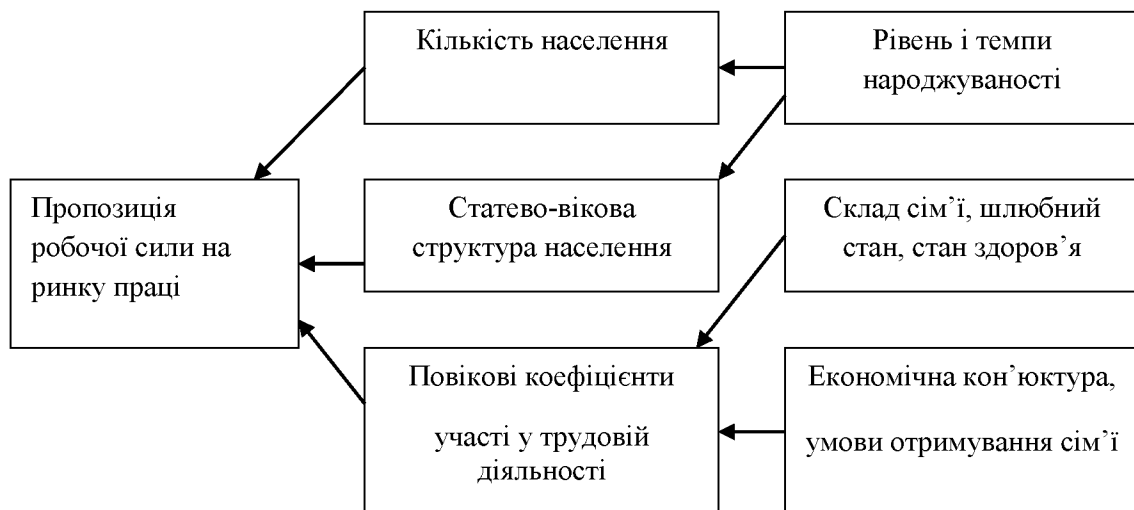 Кількість населення
Рівень і темпи
народжуваності
Пропозиція
робочої сили на
ринку праці
Статево-вікова
структура населення
Склад сім’ї, шлюбний
стан, стан здоров’я
Повікові коефіцієнти
участі у трудовій
діяльності
Економічна кон’юктура,
умови отримування сім’ї